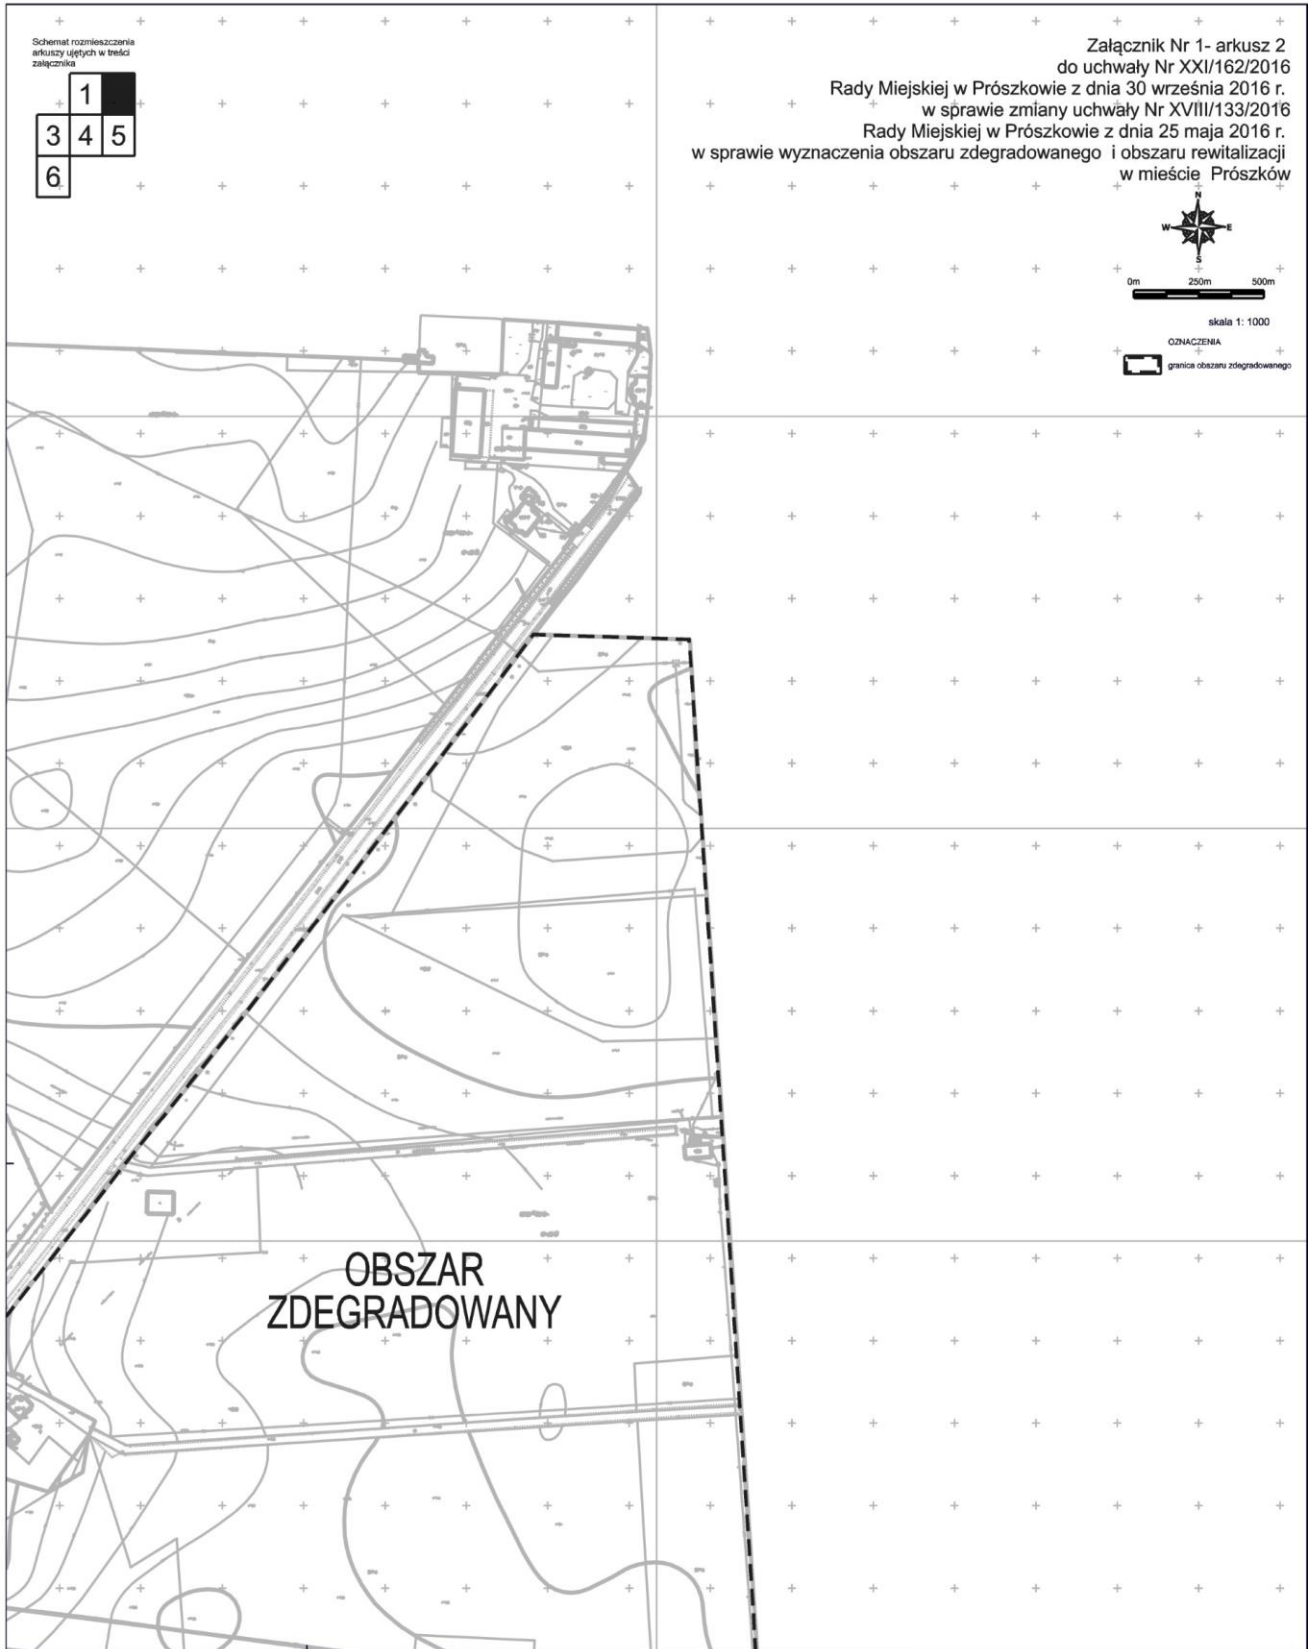 Schemat rozmieszczenia
arkuszy ujętych w treści
załącznika
1
3 4 5
6
Załącznik Nr 1- arkusz 2
do uchwały Nr XXI/162/2016
Rady Miejskiej w Prószkowie z dnia 30 września 2016 r.
w sprawie zmiany uchwały Nr XVIII/133/2016
Rady Miejskiej w Prószkowie z dnia 25 maja 2016 r.
w sprawie wyznaczenia obszaru zdegradowanego i obszaru rewitalizacji
w mieście Prószków
N
W E
S
0m 250m 500m
skala 1: 1000
OZNACZENIA
granica obszaru zdegradowanego
OBSZAR
ZDEGRADOWANY